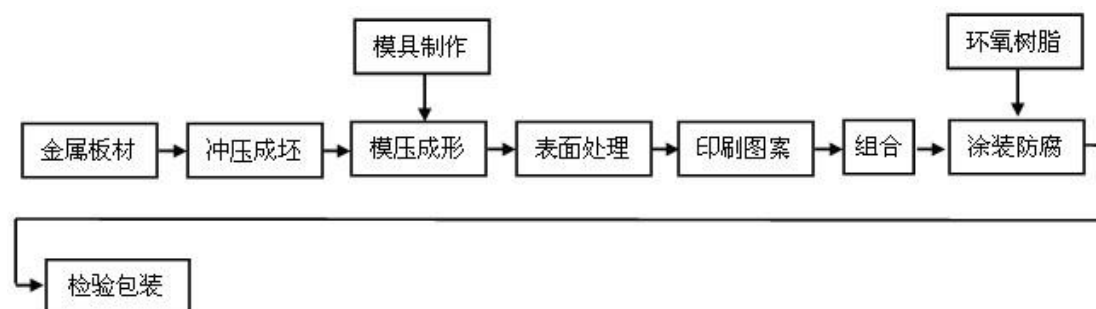 模具制作 环氧树脂
金属板材 冲压成坯 模压成形 表面处理 印刷图案 组合 涂装防腐
检验包装